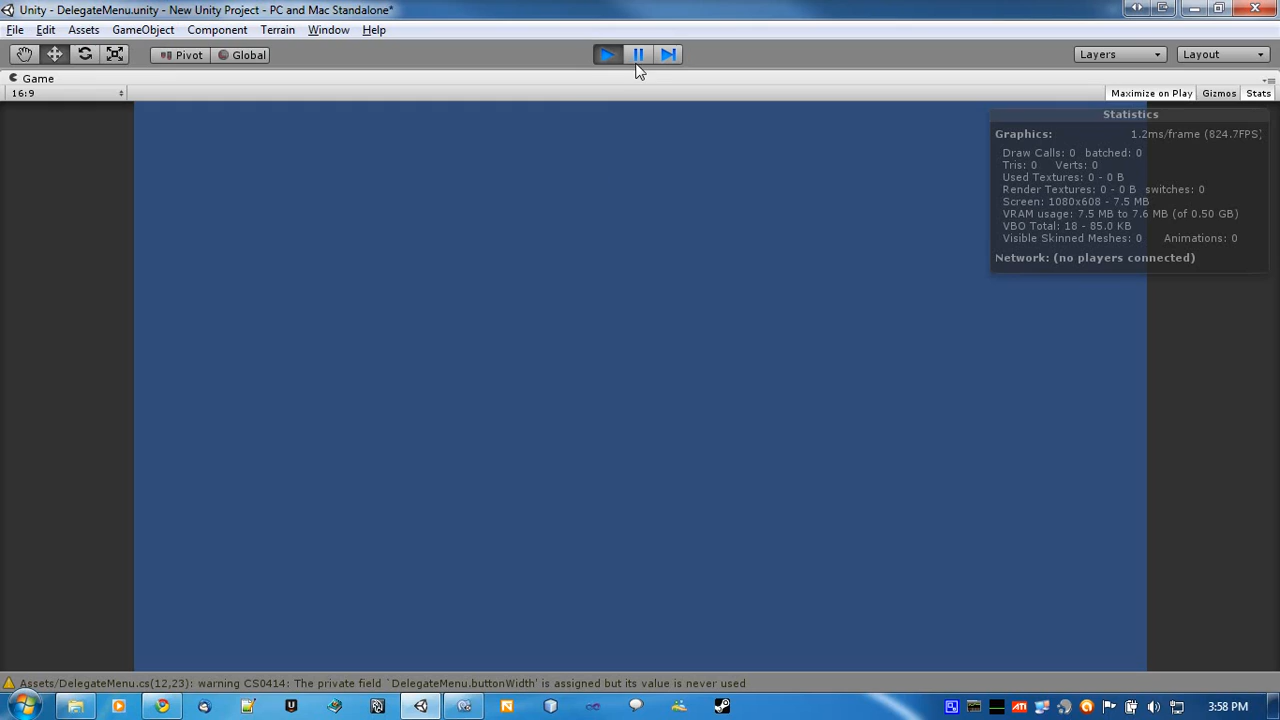 Unity - DelegateMenu.unity - New Unity Project - PC and Mac Standalone*
File Edit Assets GameObject Component Terrain Window Help
Pivot Global Layers Layout
Game
16:9 Maximize on Play Gizmos Stats
Statistics
Graphics: 1.2ms/frame (824.7FPS)
Draw Calls: 0 batched: 0
Tris: 0 Verts: 0
Used Textures: 0 - 0 B
Render Textures: 0 - 0 B switches: 0
Screen: 1080x608 - 7.5 MB
VRAM usage: 7.5 MB to 7.6 MB (of 0.50 GB)
VBO Total: 18 - 85.0 KB
Visible Skinned Meshes: 0 Animations: 0
Network: (no players connected)
Assets/DelegateMenu.cs(12,23): warning CS0414: The private field `DelegateMenu.buttonWidth' is assigned but its value is never used
ATI 3:58 PM